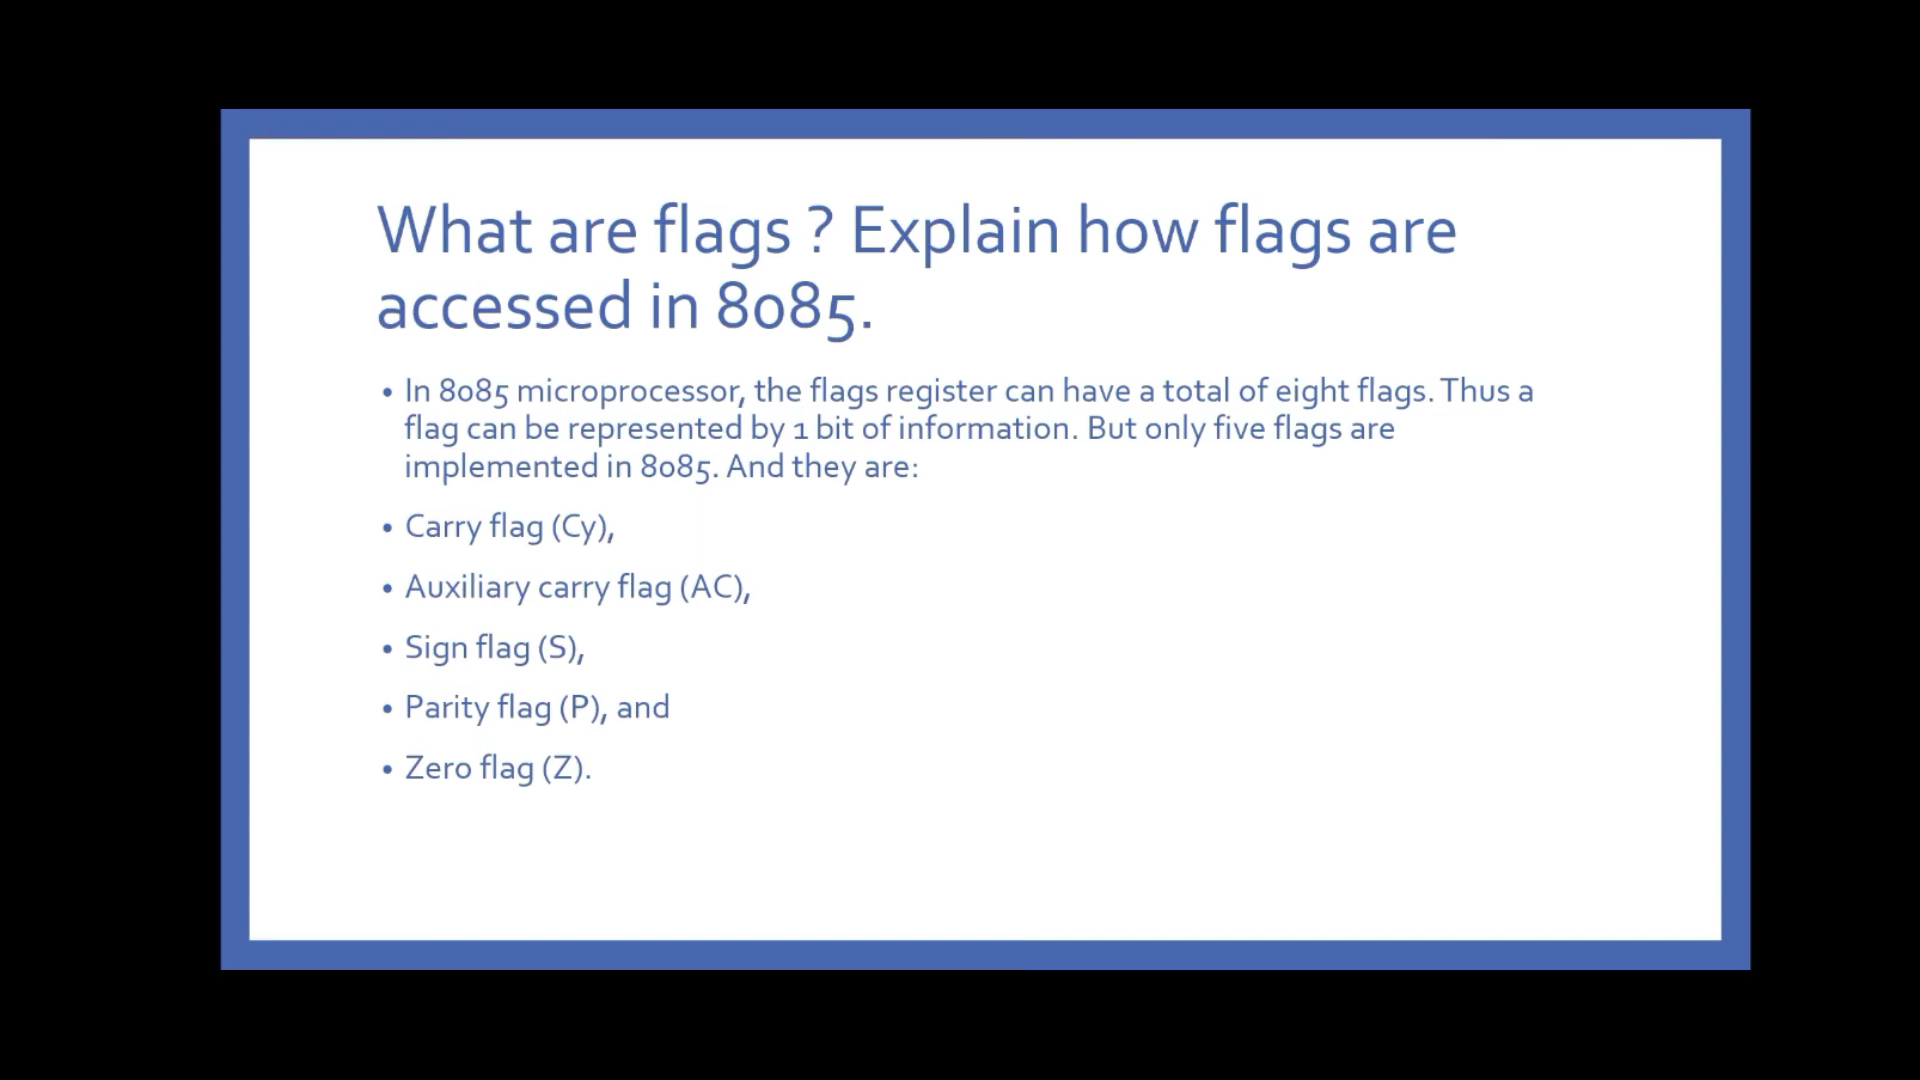 What are flags ? Explain how flags are
accessed in 8085.
• In 8085 microprocessor, the flags register can have a total of eight flags. Thus a
flag can be represented by 1 bit of information. But only five flags are
implemented in 8085. And they are:
• Carry flag (Cy),
• Auxiliary carry flag (AC),
• Sign flag (S),
• Parity flag (P), and
• Zero flag (Z).